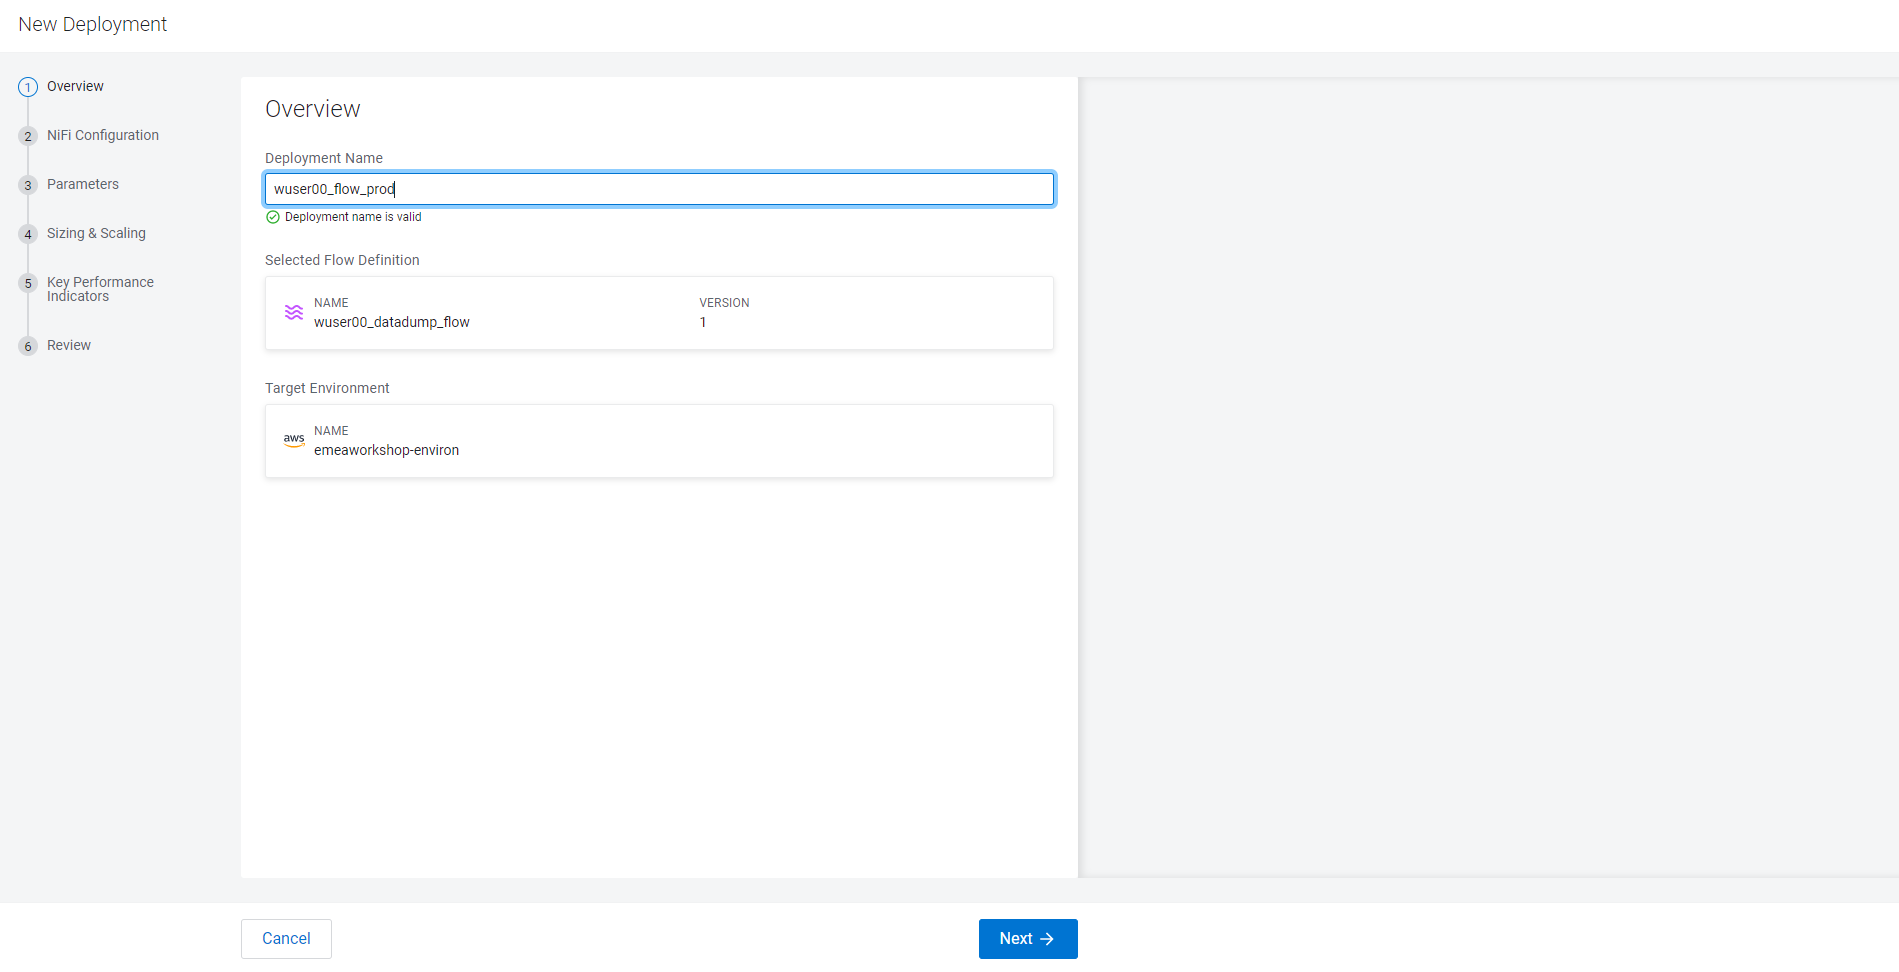 New Deployment
1 Overview
2 NiFi Configuration
3 Parameters
4 Sizing & Scaling
5 Key Performance
Indicators
6 Review
Overview
Deployment Name
wuser00_flow_prod
Deployment name is valid
Selected Flow Definition
NAME VERSION
wuser00_datadump_flow 1
Target Environment
aws NAME
emeaworkshop-environ
Cancel Next